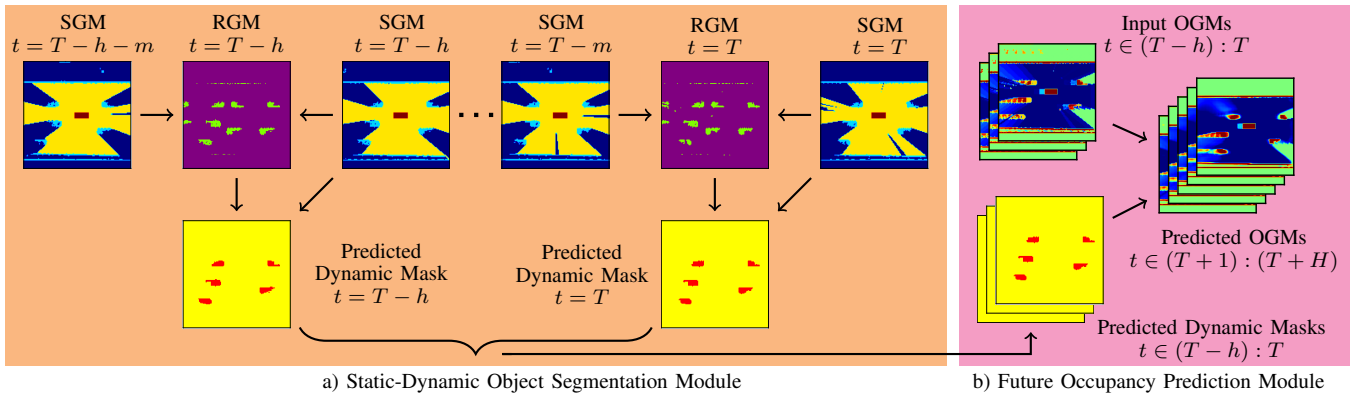 SGM
t = T − h − m
RGM
t = T − h
SGM
t = T − h
SGM
t = T − m
RGM
t = T
SGM
t = T
Predicted
Dynamic Mask
t = T − h
Predicted
Dynamic Mask
t = T
a) Static-Dynamic Object Segmentation Module
Input OGMs
t ∈ (T − h) : T
Predicted OGMs
t ∈ (T + 1) : (T + H)
Predicted Dynamic Masks
t ∈ (T − h) : T
b) Future Occupancy Prediction Module